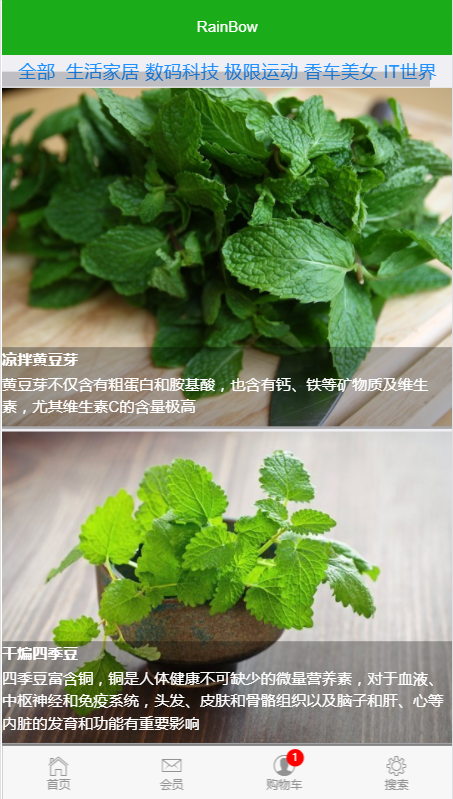 RainBow
全部 生活家居 数码科技 极限运动 香车美女 IT世界
凉拌黄豆芽
黄豆芽不仅含有粗蛋白和胺基酸，也含有钙、铁等矿物质及维生
素，尤其维生素C的含量极高
干煸四季豆
四季豆富含铜，铜是人体健康不可缺少的微量营养素，对于血液、
中枢神经和免疫系统，头发、皮肤和骨骼组织以及脑子和肝、心等
内脏的发育和功能有重要影响
1
首页 会员 购物车 搜索